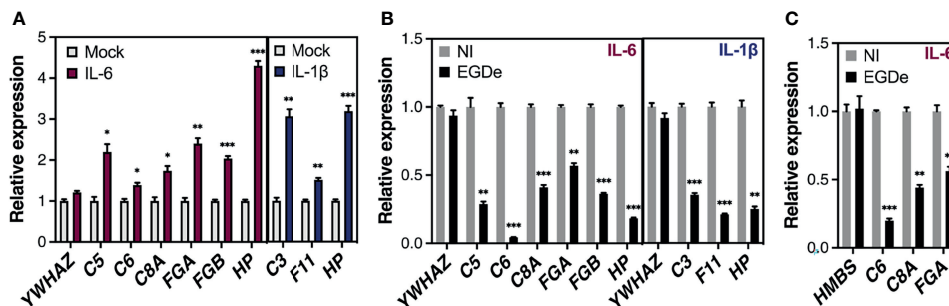 A
Relative expression
5
4
3
2
1
0
Mock
IL-6
Mock
IL-1β
*
*
*
**
***
***
**
**
***
YWHAZ
C5
C6
C8A
FGA
FGB
HP
C3
F11
HP
B
Relative expression
1.5
1.0
0.5
0.0
NI
EGDe
IL-6
IL-1β
**
***
***
**
***
***
***
***
**
YWHAZ
C5
C6
C8A
FGA
FGB
HP
YWHAZ
C3
F11
HP
C
Relative expression
1.5
1.0
0.5
0.0
NI
EGDe
IL-6
***
**
HMBS
C6
C8A
FGA